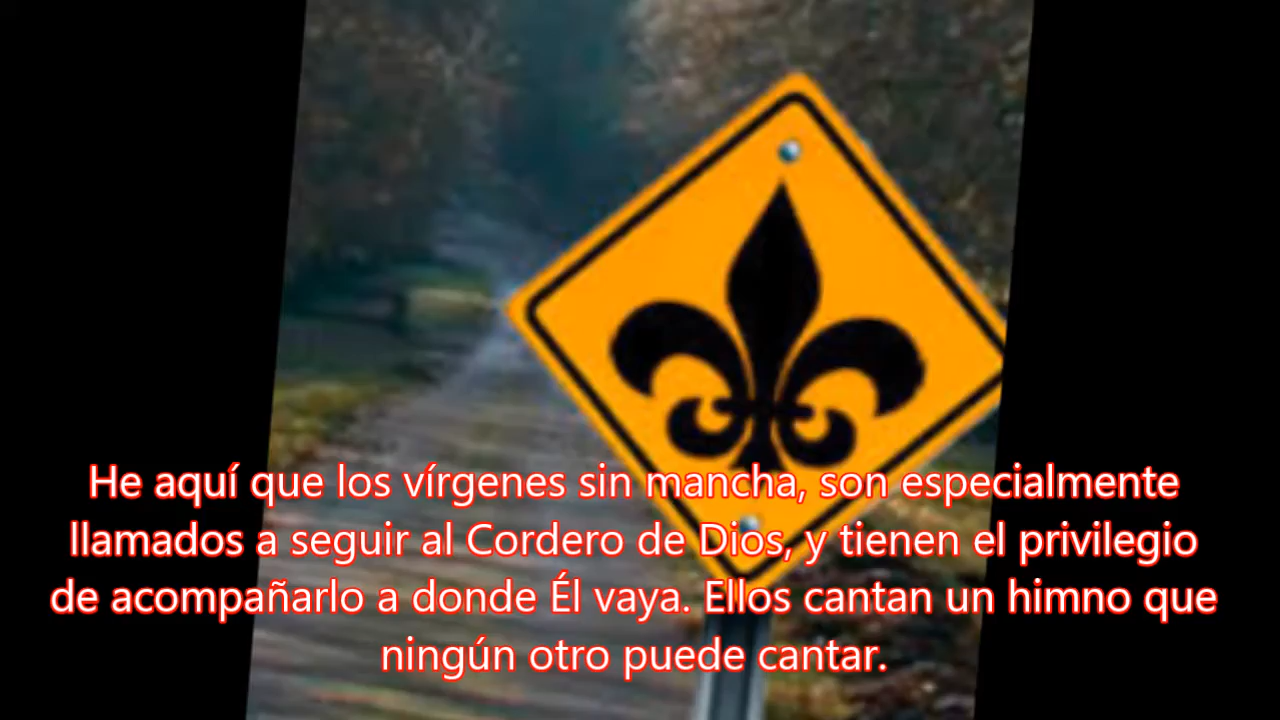 He aquí que los vírgenes sin mancha, son especialmente
llamados a seguir al Cordero de Dios, y tienen el privilegio
de acompañarlo a donde Él vaya. Ellos cantan un himno que
ningún otro puede cantar.